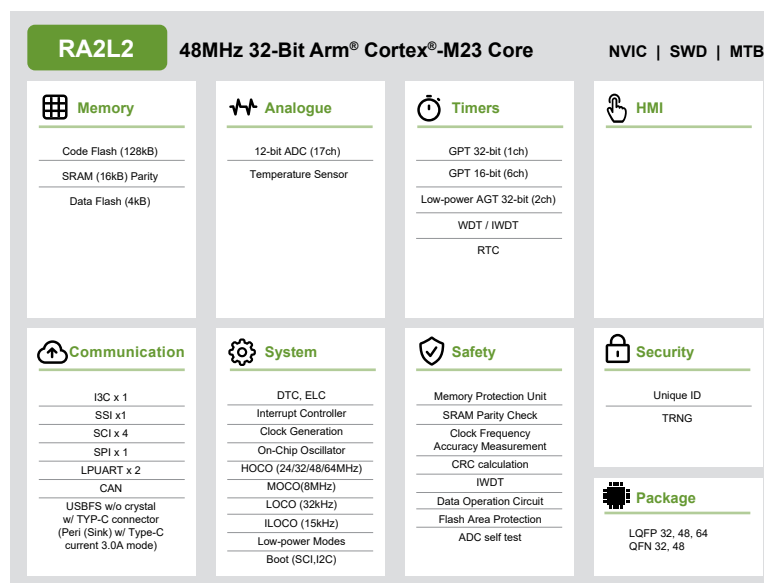 RA2L2
48MHz 32-Bit Arm® Cortex®-M23 Core
NVIC | SWD | MTB
Memory
Code Flash (128kB)
SRAM (16kB) Parity
Data Flash (4kB)
Analogue
12-bit ADC (17ch)
Temperature Sensor
Timers
GPT 32-bit (1ch)
GPT 16-bit (6ch)
Low-power AGT 32-bit (2ch)
WDT / IWDT
RTC
HMI
Communication
I3C x 1
SSI x1
SCI x 4
SPI x 1
LPUART x 2
CAN
USBFS w/o crystal
w/ TYP-C connector
(Peri (Sink) w/ Type-C
current 3.0A mode)
System
DTC, ELC
Interrupt Controller
Clock Generation
On-Chip Oscillator
HOCO (24/32/48/64MHz)
MOCO(8MHz)
LOCO (32kHz)
ILOCO (15kHz)
Low-power Modes
Boot (SCI,I2C)
Safety
Memory Protection Unit
SRAM Parity Check
Clock Frequency
Accuracy Measurement
CRC calculation
IWDT
Data Operation Circuit
Flash Area Protection
ADC self test
Security
Unique ID
TRNG
Package
LQFP 32, 48, 64
QFN 32, 48